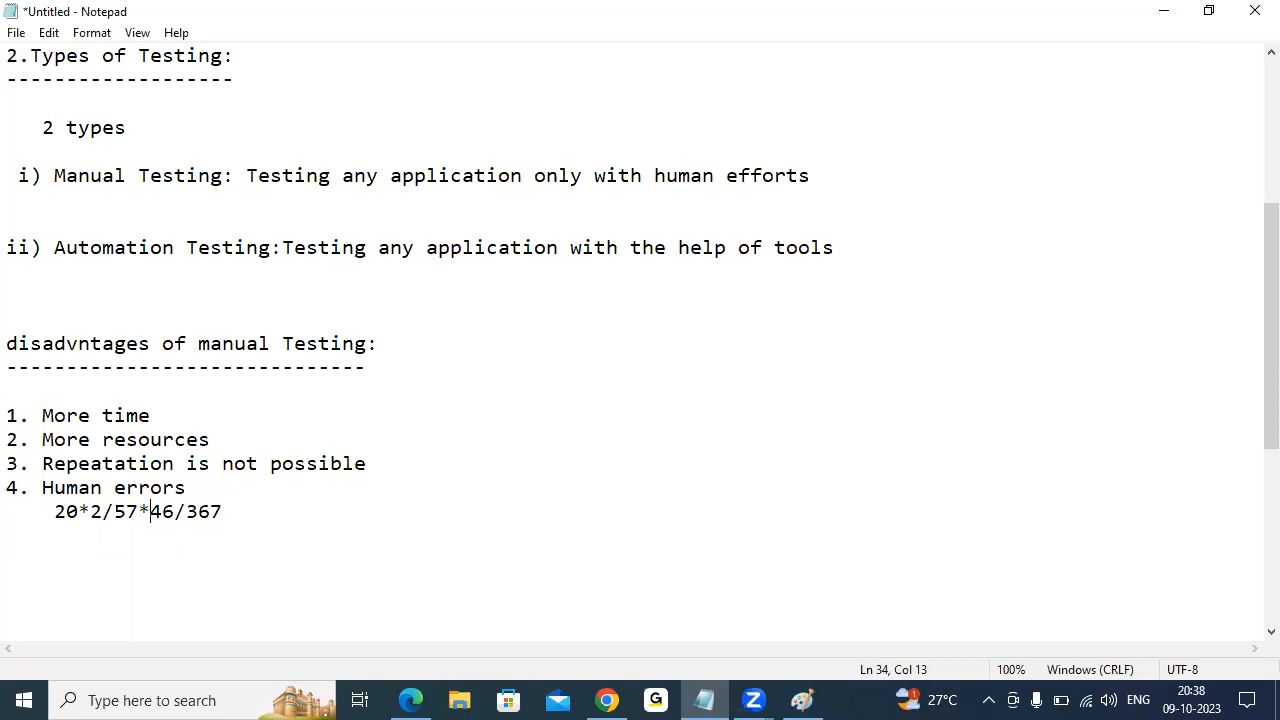 *Untitled - Notepad
File Edit Format View Help
2.Types of Testing:
-------------------
2 types
i) Manual Testing: Testing any application only with human efforts
ii) Automation Testing:Testing any application with the help of tools
disadvntages of manual Testing:
------------------------------
1. More time
2. More resources
3. Repeatation is not possible
4. Human errors
20*2/57*46/367
Ln 34, Col 13 100% Windows (CRLF) UTF-8
Type here to search G 1 27°C ENG 20:38
09-10-2023